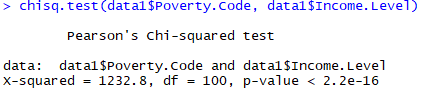 > chisq.test(data1$Poverty.Code, data1$Income.Level)
Pearson's Chi-squared test
data:  data1$Poverty.Code and data1$Income.Level
X-squared = 1232.8, df = 100, p-value < 2.2e-16